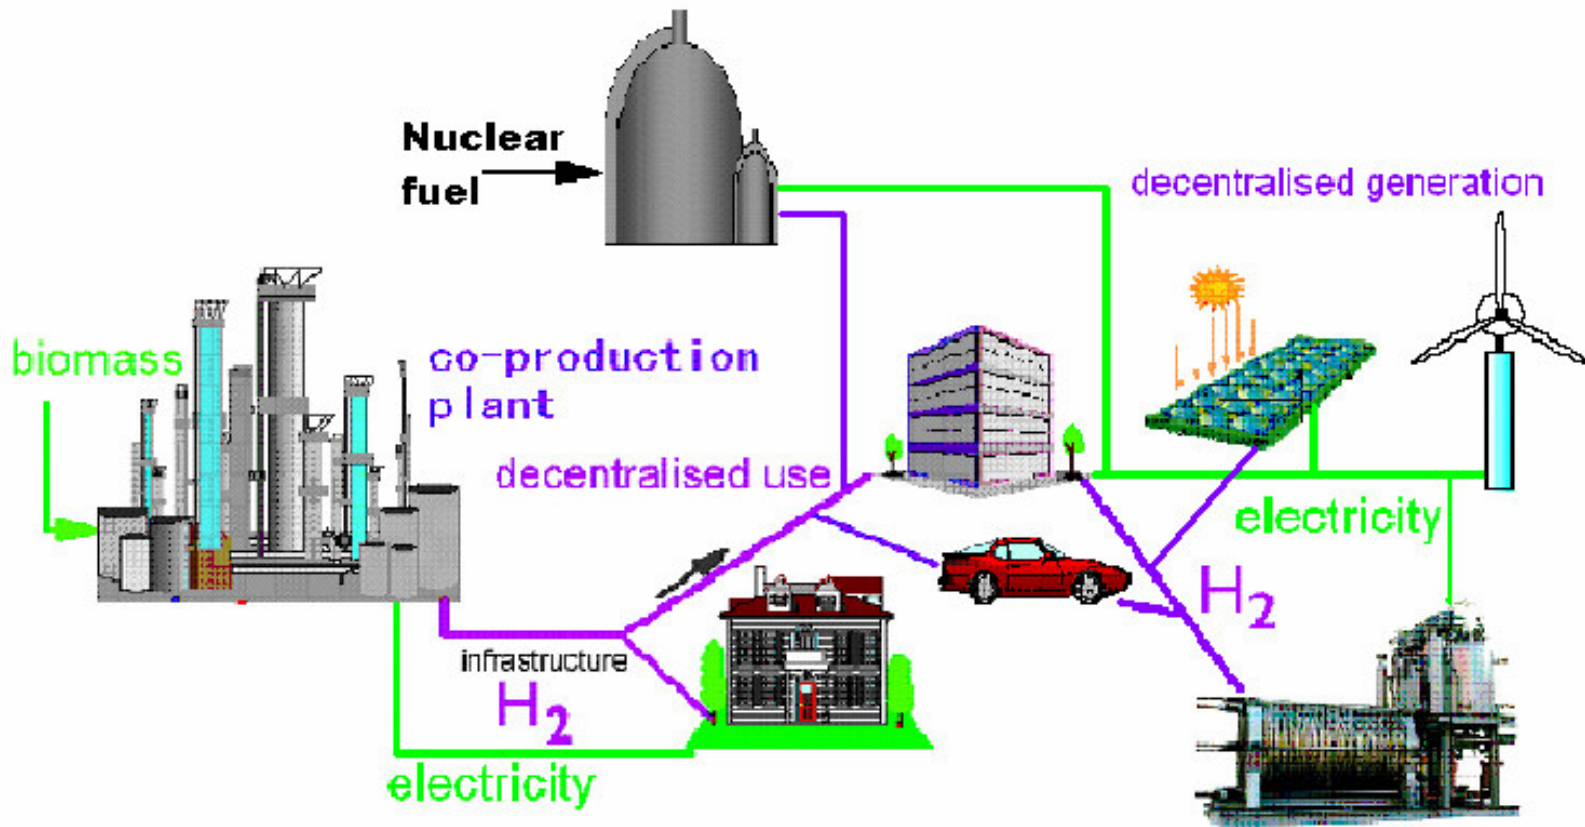 Nuclear
fuel
decentralised generation
biomass
co-production
plant
decentralised use
electricity
H2
infrastructure
H2
electricity